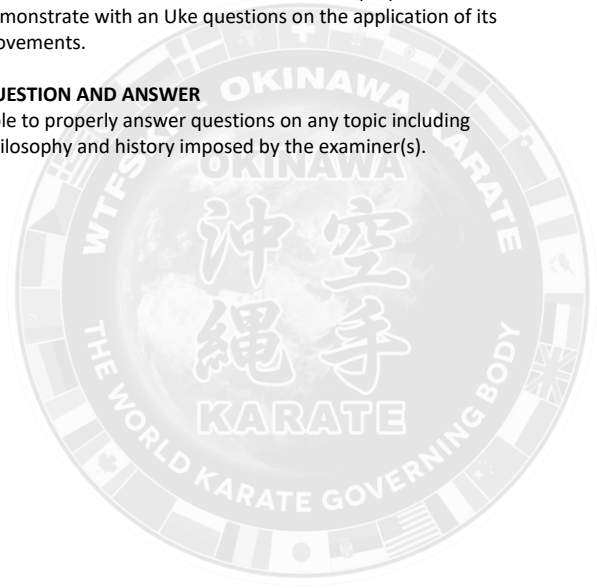 monstrate with an Uke questions on the application of its
ovements.
UESTION AND ANSWER
le to properly answer questions on any topic including
ilosophy and history imposed by the examiner(s).
OKINAWA KARATE
OKINAWA
沖 空
縄 手
KARATE
THE WORLD KARATE GOVERNING BODY